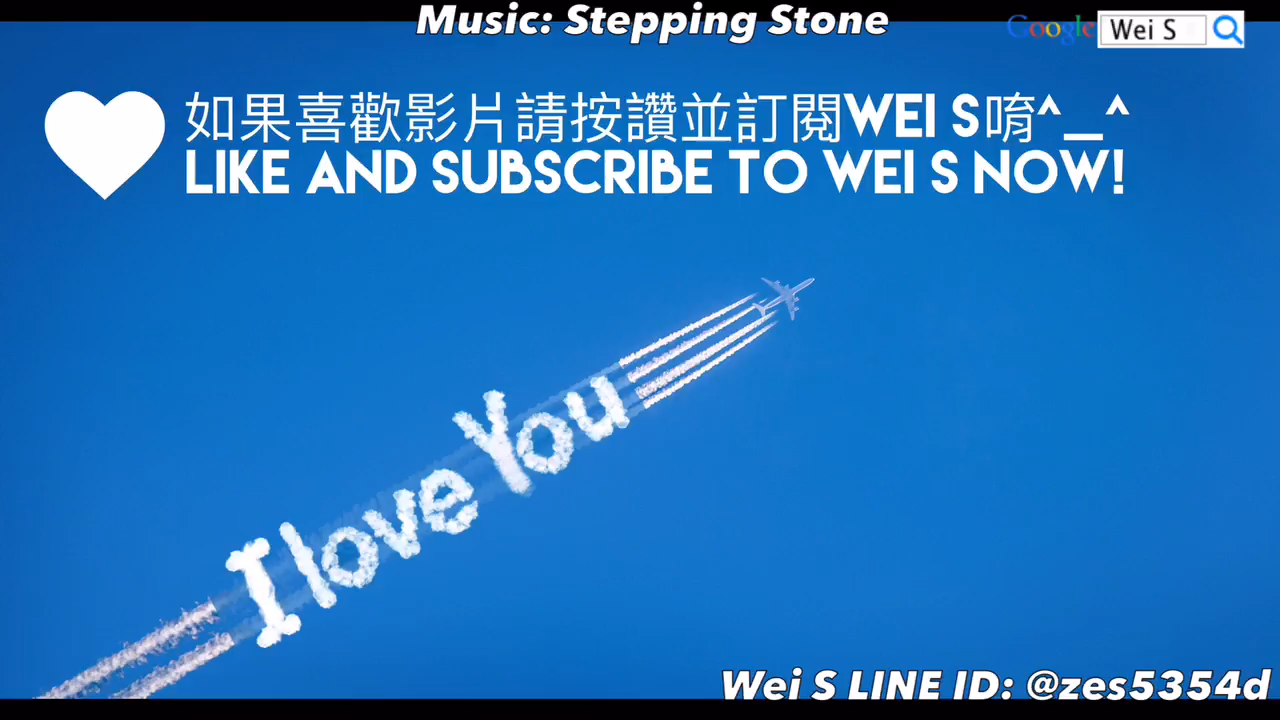 Music: Stepping Stone
Google Wei S
如果喜歡影片請按讚並訂閱WEI S唷^_^
LIKE AND SUBSCRIBE TO WEI S NOW!
I love You
Wei S LINE ID: @zes5354d